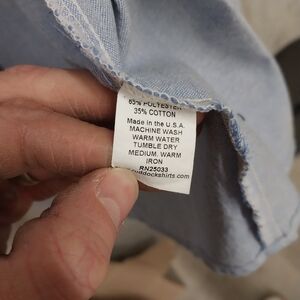 65% POLYESTER
35% COTTON
Made in the U.S.A.
MACHINE WASH
WARM WATER
TUMBLE DRY
MEDIUM, WARM
IRON
RN25033